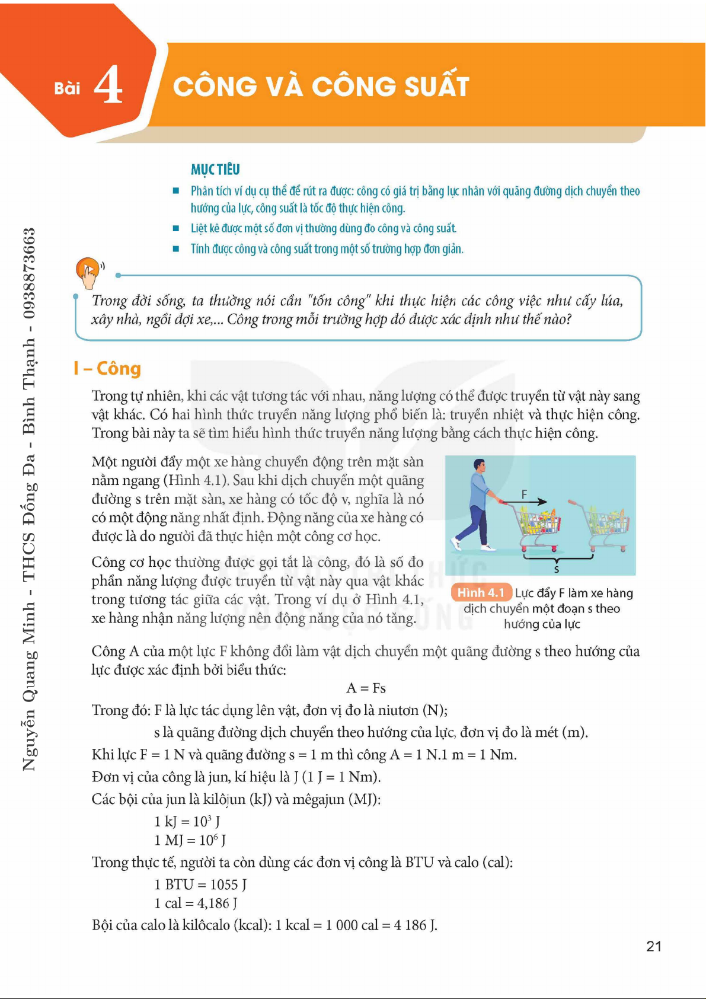 Bài 4
CÔNG VÀ CÔNG SUẤT
MỤC TIÊU
Phân tích ví dụ cụ thể để rút ra được: công có giá trị bằng lực nhân với quãng đường dịch chuyển theo
hướng của lực, công suất là tốc độ thực hiện công.
Liệt kê được một số đơn vị thường dùng đo công và công suất.
Tính được công và công suất trong một số trường hợp đơn giản.
Trong đời sống, ta thường nói cần "tốn công" khi thực hiện các công việc như cấy lúa,
xây nhà, ngồi đợi xe,... Công trong mỗi trường hợp đó được xác định như thế nào?
I – Công
Trong tự nhiên, khi các vật tương tác với nhau, năng lượng có thể được truyền từ vật này sang
vật khác. Có hai hình thức truyền năng lượng phổ biến là: truyền nhiệt và thực hiện công.
Trong bài này ta sẽ tìm hiểu hình thức truyền năng lượng bằng cách thực hiện công.
Một người đẩy một xe hàng chuyển động trên mặt sàn
nằm ngang (Hình 4.1). Sau khi dịch chuyển một quãng
đường s trên mặt sàn, xe hàng có tốc độ v, nghĩa là nó
có một động năng nhất định. Động năng của xe hàng có
được là do người đã thực hiện một công cơ học.
Công cơ học thường được gọi tắt là công, đó là số đo
phần năng lượng được truyền từ vật này qua vật khác
trong tương tác giữa các vật. Trong ví dụ ở Hình 4.1,
xe hàng nhận năng lượng nên động năng của nó tăng.
F
s
Hình 4.1 Lực đẩy F làm xe hàng
dịch chuyển một đoạn s theo
hướng của lực
Công A của một lực F không đổi làm vật dịch chuyển một quãng đường s theo hướng của
lực được xác định bởi biểu thức:
A = Fs
Trong đó: F là lực tác dụng lên vật, đơn vị đo là niutơn (N);
s là quãng đường dịch chuyển theo hướng của lực, đơn vị đo là mét (m).
Khi lực F = 1 N và quãng đường s = 1 m thì công A = 1 N.1 m = 1 Nm.
Đơn vị của công là jun, kí hiệu là J (1 J = 1 Nm).
Các bội của jun là kilôjun (kJ) và mêgajun (MJ):
1 kJ = 10³ J
1 MJ = 10⁶ J
Trong thực tế, người ta còn dùng các đơn vị công là BTU và calo (cal):
1 BTU = 1055 J
1 cal = 4,186 J
Bội của calo là kilôcalo (kcal): 1 kcal = 1 000 cal = 4 186 J.
21
Nguyễn Quang Minh - THCS Đống Đa - Bình Thạnh - 0938873663
KẾT NỐI TRI THỨC
VỚI CUỘC SỐNG